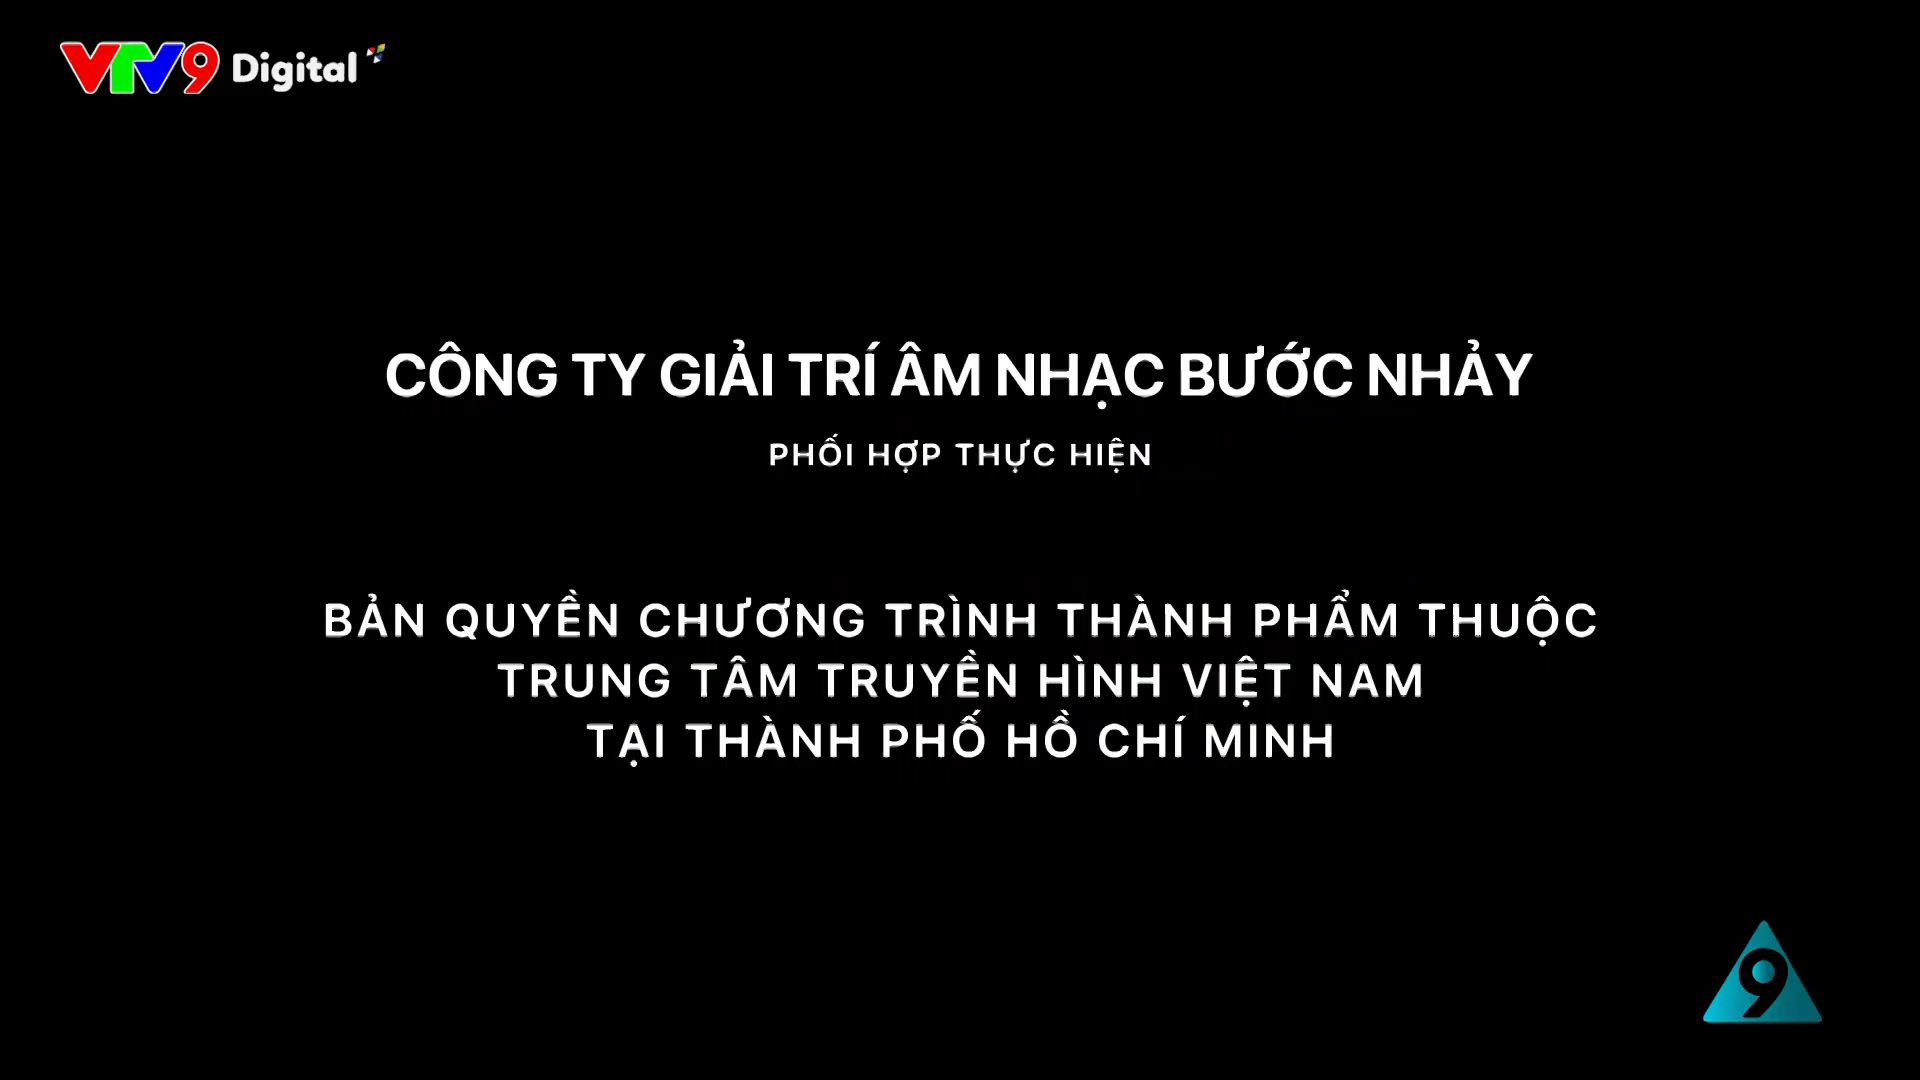 VTV9 Digital
CÔNG TY GIẢI TRÍ ÂM NHẠC BƯỚC NHẢY
PHỐI HỢP THỰC HIỆN
BẢN QUYỀN CHƯƠNG TRÌNH THÀNH PHẨM THUỘC
TRUNG TÂM TRUYỀN HÌNH VIỆT NAM
TẠI THÀNH PHỐ HỒ CHÍ MINH
9